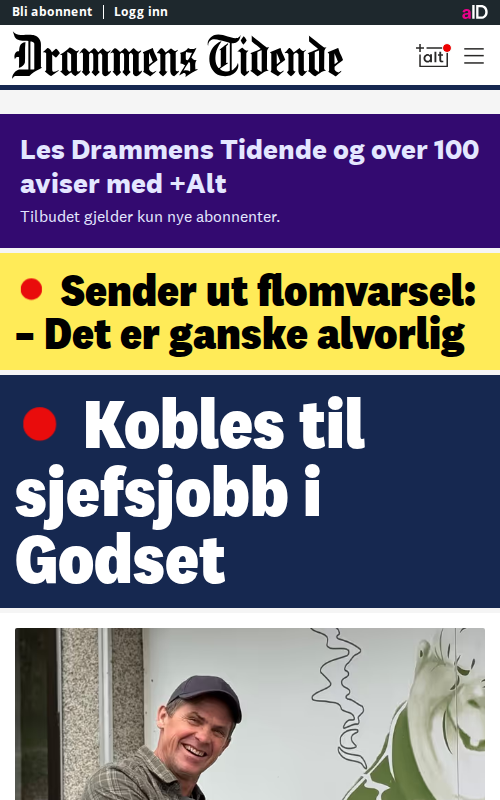 Bli abonnent | Logg inn
aID
Drammens Tidende
+alt
Les Drammens Tidende og over 100
aviser med +Alt
Tilbudet gjelder kun nye abonnenter.
Sender ut flomvarsel:
– Det er ganske alvorlig
Kobles til
sjefsjobb i
Godset